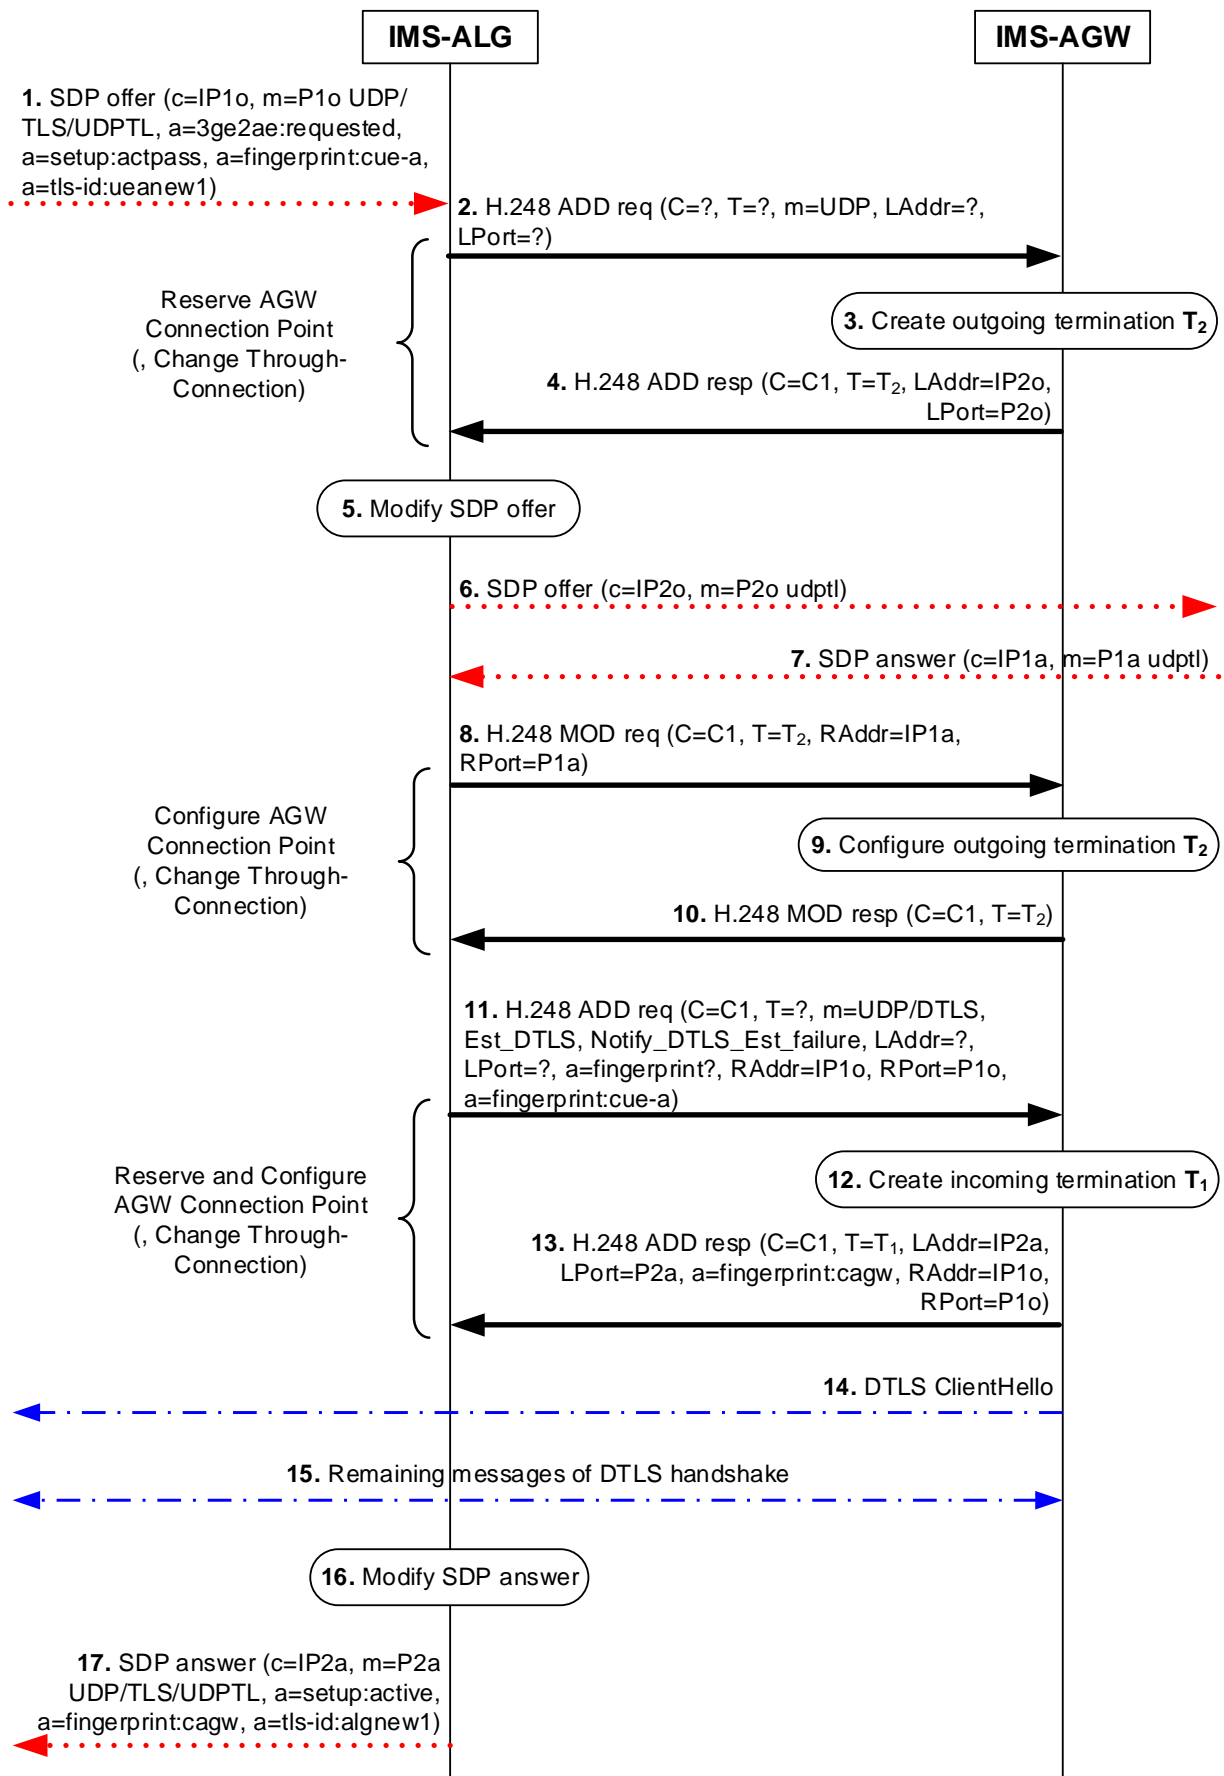 IMS-ALG
IMS-AGW
1. SDP offer (c=IP1o, m=P1o UDP/
TLS/UDPTL, a=3ge2ae:requested,
a=setup:actpass, a=fingerprint:cue-a,
a=tls-id:ueanew1)
2. H.248 ADD req (C=?, T=?, m=UDP, LAddr=?,
LPort=?)
Reserve AGW
Connection Point
(, Change Through-
Connection)
3. Create outgoing termination T2
4. H.248 ADD resp (C=C1, T=T2, LAddr=IP2o,
LPort=P2o)
5. Modify SDP offer
6. SDP offer (c=IP2o, m=P2o udptl)
7. SDP answer (c=IP1a, m=P1a udptl)
8. H.248 MOD req (C=C1, T=T2, RAddr=IP1a,
RPort=P1a)
Configure AGW
Connection Point
(, Change Through-
Connection)
9. Configure outgoing termination T2
10. H.248 MOD resp (C=C1, T=T2)
11. H.248 ADD req (C=C1, T=?, m=UDP/DTLS,
Est_DTLS, Notify_DTLS_Est_failure, LAddr=?,
LPort=?, a=fingerprint?, RAddr=IP1o, RPort=P1o,
a=fingerprint:cue-a)
Reserve and Configure
AGW Connection Point
(, Change Through-
Connection)
12. Create incoming termination T1
13. H.248 ADD resp (C=C1, T=T1, LAddr=IP2a,
LPort=P2a, a=fingerprint:cagw, RAddr=IP1o,
RPort=P1o)
14. DTLS ClientHello
15. Remaining messages of DTLS handshake
16. Modify SDP answer
17. SDP answer (c=IP2a, m=P2a
UDP/TLS/UDPTL, a=setup:active,
a=fingerprint:cagw, a=tls-id:algnew1)